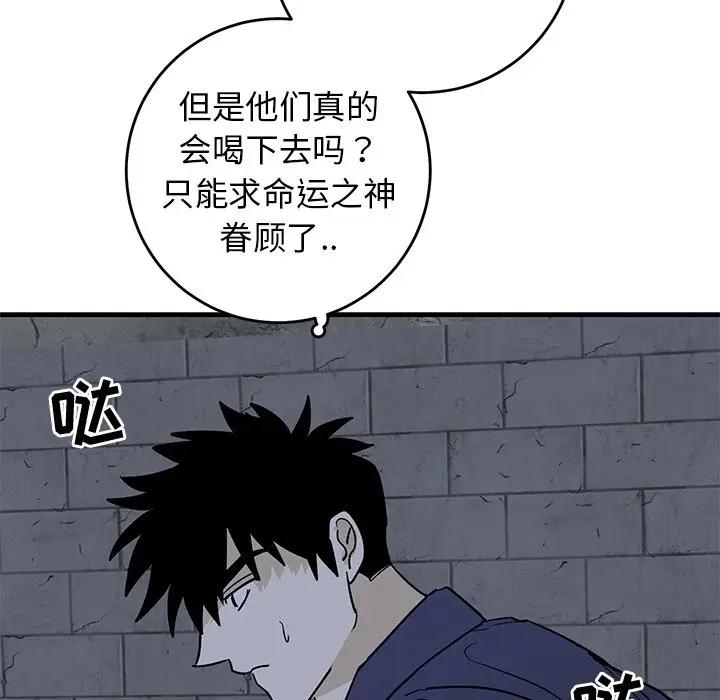 但是他们真的
会喝下去吗？
只能求命运之神
眷顾了..
哒
哒